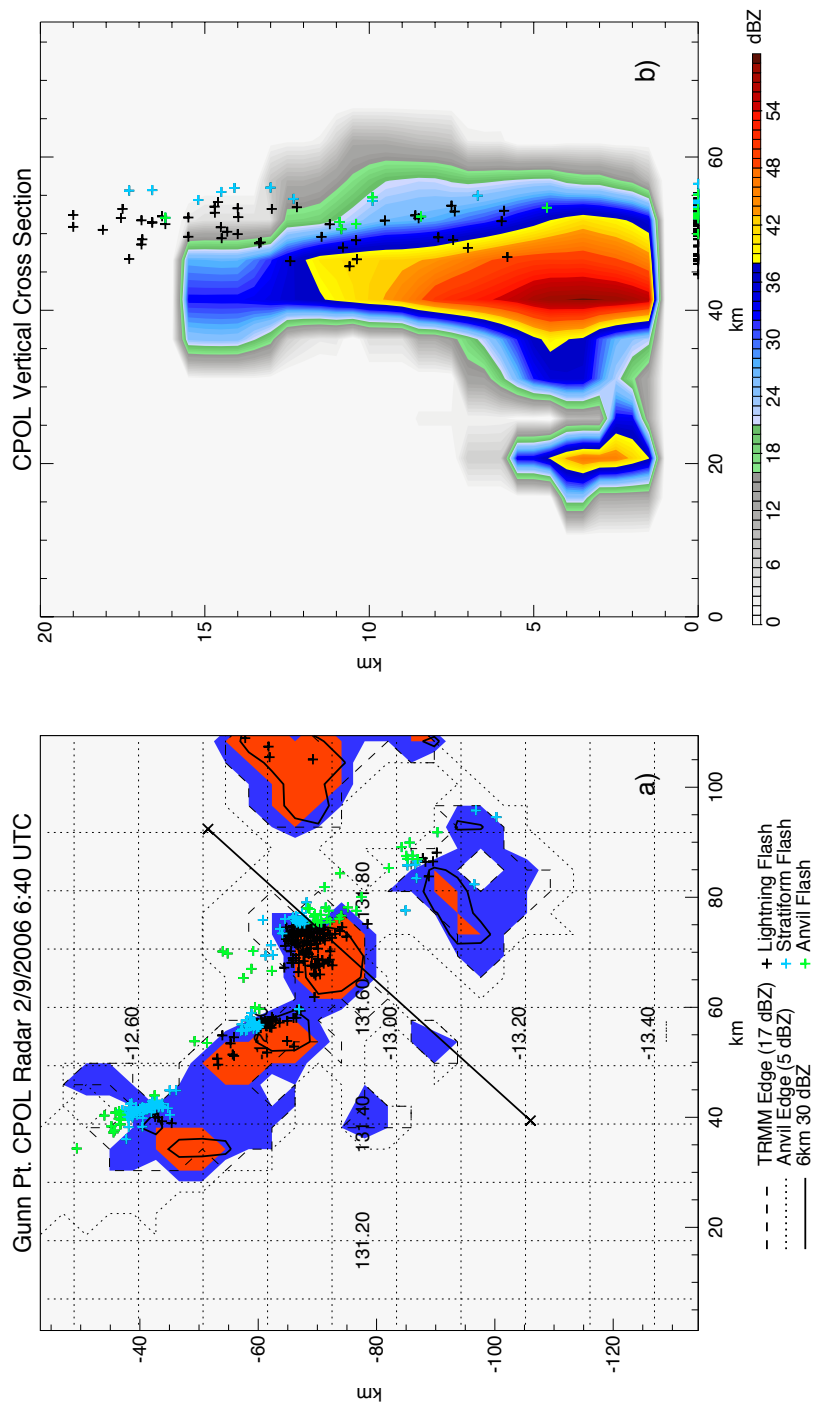 Gunn Pt. CPOL Radar 2/9/2006 6:40 UTC
-40
-60
-80
-100
-120
km
20
40
60
80
100
km
-12.60
-13.00
-13.20
-13.40
131.20
131.40
131.60
131.80
a)
TRMM Edge (17 dBZ)
Anvil Edge (5 dBZ)
6km 30 dBZ
Lightning Flash
Stratiform Flash
Anvil Flash
CPOL Vertical Cross Section
20
15
10
5
0
km
0
20
40
60
km
b)
0
6
12
18
24
30
36
42
48
54
dBZ